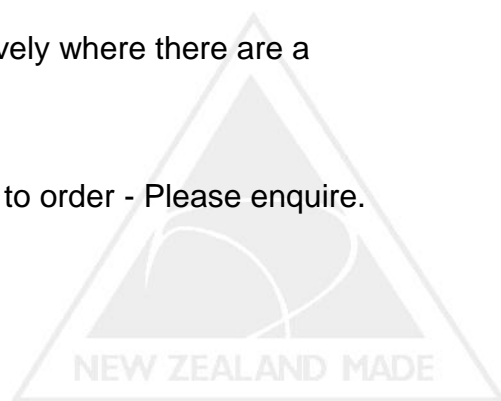 vely where there are a
to order - Please enquire.
NEW ZEALAND MADE